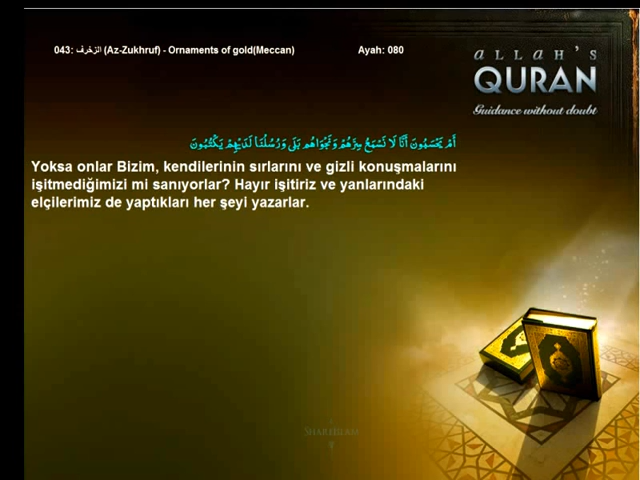 043: الزخرف (Az-Zukhruf) - Ornaments of gold(Meccan) Ayah: 080
ALLAH'S
QURAN
Guidance without doubt
أَمْ يَحْسَبُونَ أَنَّا لَا نَسْمَعُ سِرَّهُمْ وَنَجْوَاهُم بَلَى وَرُسُلُنَا لَدَيْهِمْ يَكْتُبُونَ
Yoksa onlar Bizim, kendilerinin sırlarını ve gizli konuşmalarını
işitmediğimizi mi sanıyorlar? Hayır işitiriz ve yanlarındaki
elçilerimiz de yaptıkları her şeyi yazarlar.